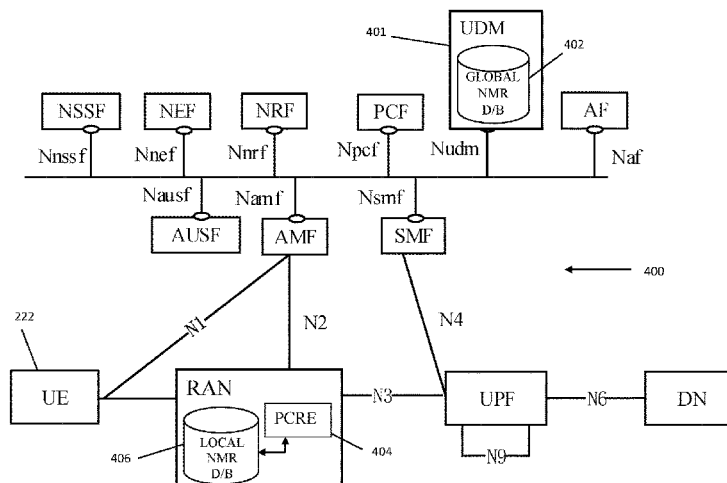 401
UDM
402
GLOBAL
NMR
D/B
NSSF
NEF
NRF
PCF
AF
Nnssf
Nnef
Nnrf
Npcf
Nudm
Naf
Nausf
Namf
Nsmf
AUSF
AMF
SMF
400
222
N1
N2
N4
UE
RAN
N3
UPF
N6
DN
PCRE
406
LOCAL
NMR
D/B
404
N9